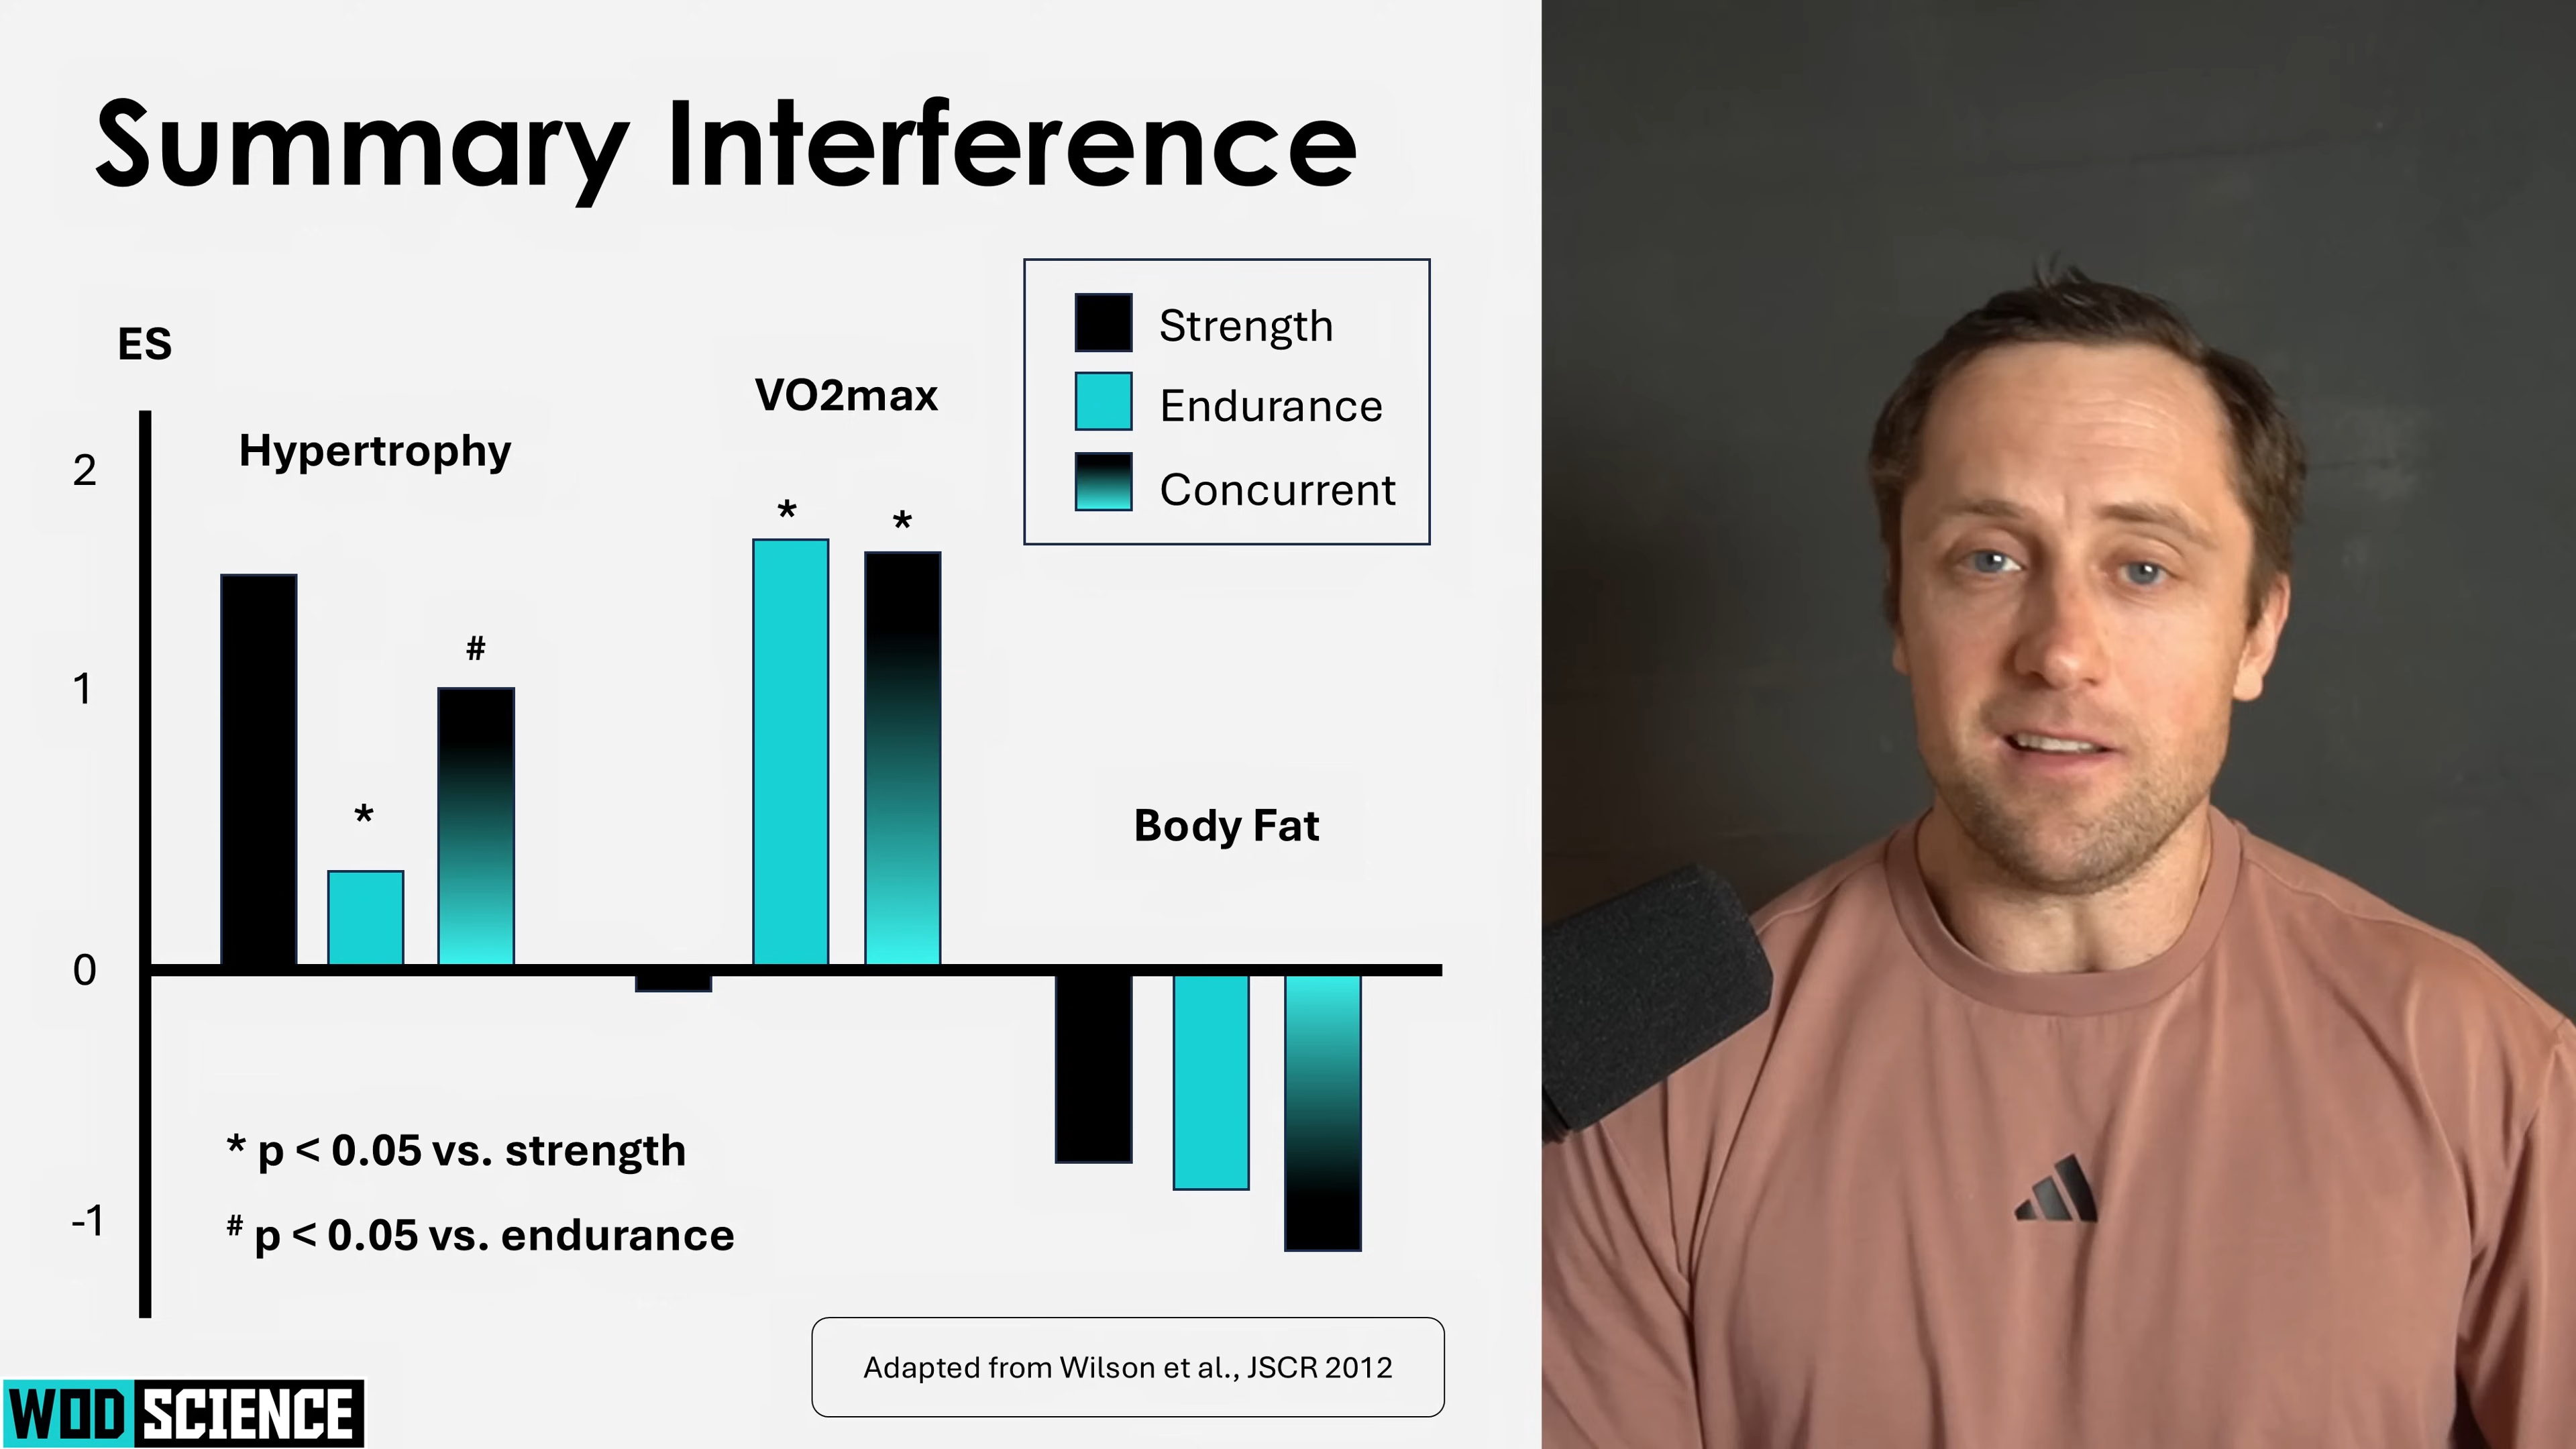 Summary Interference
ES
Hypertrophy
VO2max
Strength
Endurance
Concurrent
2
1
0
-1
*
#
*
*
Body Fat
* p < 0.05 vs. strength
# p < 0.05 vs. endurance
Adapted from Wilson et al., JSCR 2012
WOD SCIENCE